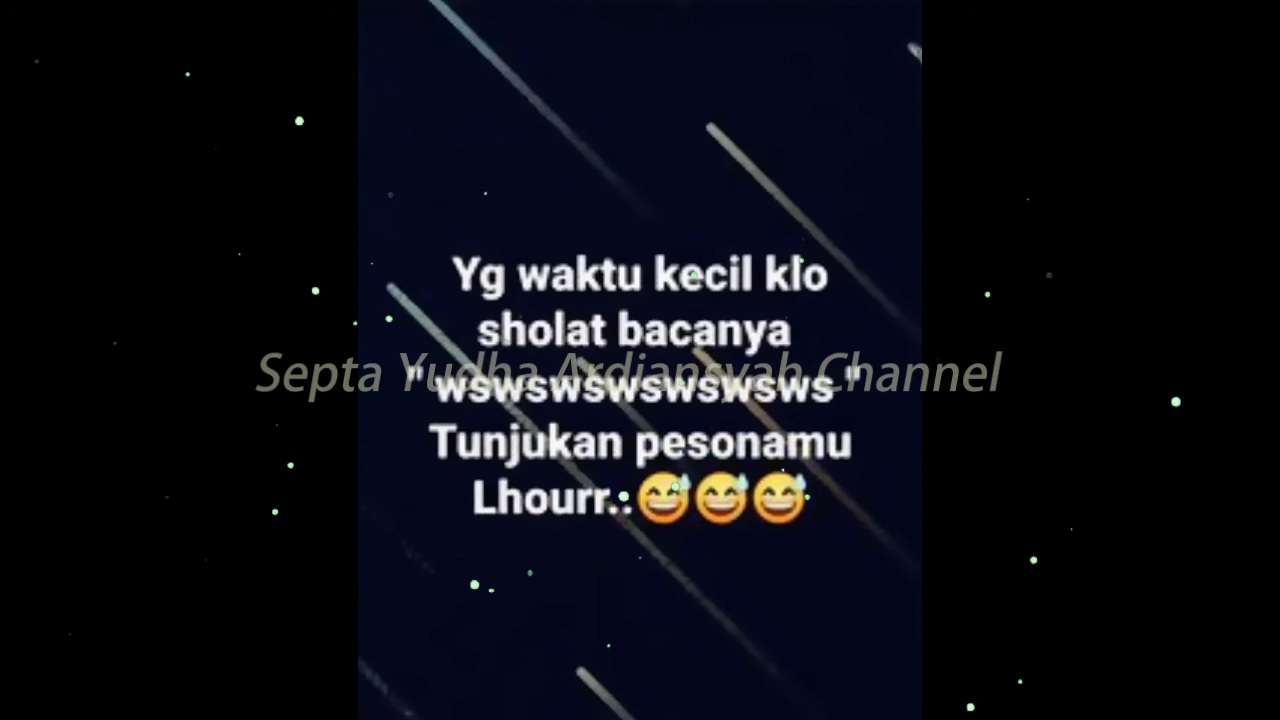 Yg waktu kecil klo
sholat bacanya
"wswswswswswsws"
Tunjukan pesonamu
Lhourr..😅😅😅
Septa Yudha Ardiansyah Channel